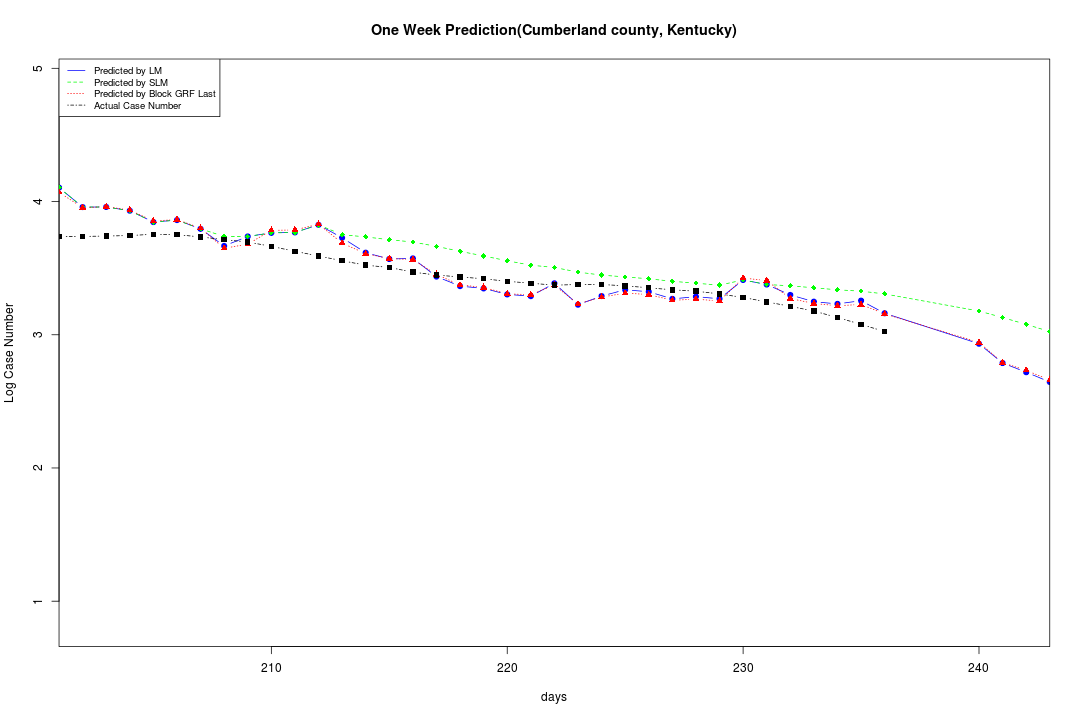 One Week Prediction(Cumberland county, Kentucky)
Predicted by LM
Predicted by SLM
Predicted by Block GRF Last
Actual Case Number
5
4
3
2
1
Log Case Number
210
220
230
240
days